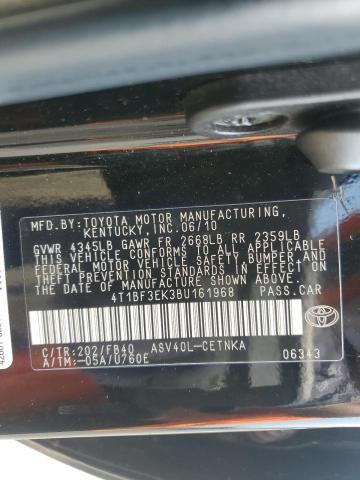 MFD.BY:TOYOTA MOTOR MANUFACTURING,
KENTUCKY,INC.06/10
GVWR 4345LB GAWR FR 2668LB RR 2359LB
THIS VEHICLE CONFORMS TO ALL APPLICABLE
FEDERAL MOTOR VEHICLE SAFETY,BUMPER,AND
THEFT PREVENTION STANDARDS IN EFFECT ON
THE DATE OF MANUFACTURE SHOWN ABOVE.
4T1BF3EK3BU161968 PASS.CAR
C/TR:202/FB40 ASV40L-CETNKA
A/TM:-05A/U760E 06343
TOYOTA